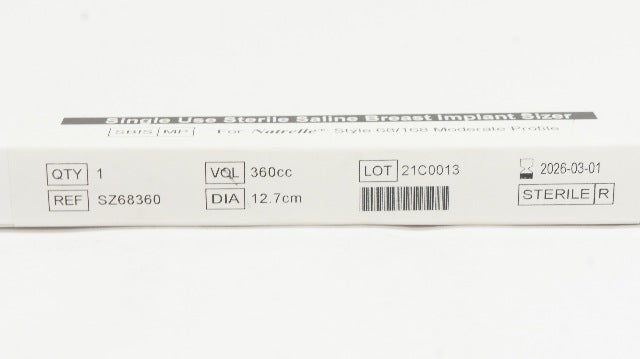 Single Use Sterile Saline Breast Implant Sizer
SBIS MP For Natrelle® Style 68/168 Moderate Profile
QTY 1 VOL 360cc LOT 21C0013 2026-03-01
REF SZ68360 DIA 12.7cm STERILE R